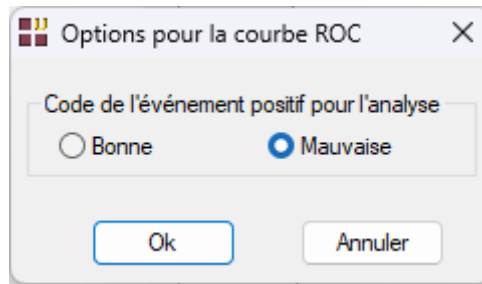 Options pour la courbe ROC
Code de l'événement positif pour l'analyse
Bonne Mauvaise
Ok Annuler